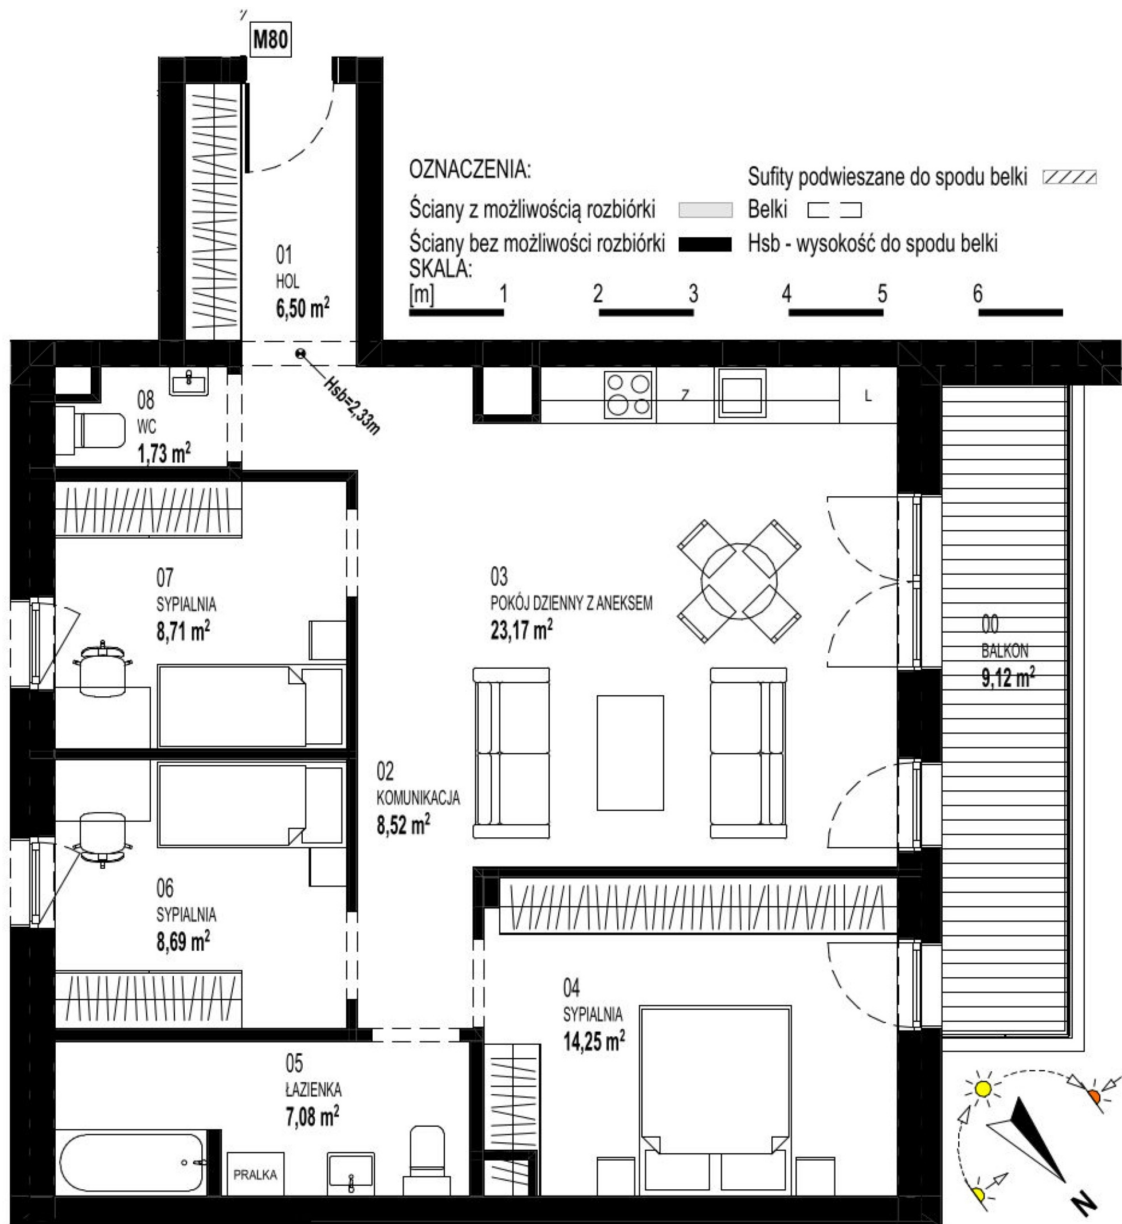 M80
OZNACZENIA:
Sufity podwieszane do spodu belki
Ściany z możliwością rozbiórki
Belki
Ściany bez możliwości rozbiórki
Hsb - wysokość do spodu belki
SKALA:
[m] 1 2 3 4 5 6
01
HOL
6,50 m²
Hsb=2,33m
08
WC
1,73 m²
Z
L
07
SYPIALNIA
8,71 m²
03
POKÓJ DZIENNY Z ANEKSEM
23,17 m²
00
BALKON
9,12 m²
02
KOMUNIKACJA
8,52 m²
06
SYPIALNIA
8,69 m²
04
SYPIALNIA
14,25 m²
05
ŁAZIENKA
7,08 m²
PRALKA
N